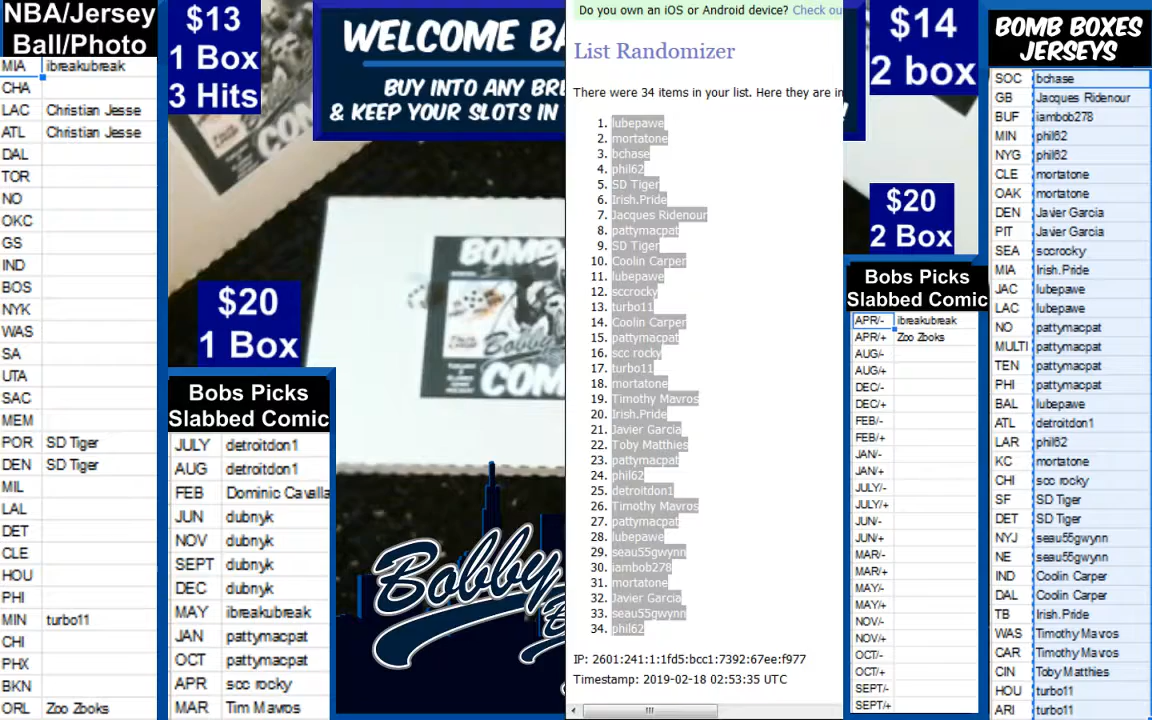 NBA/Jersey
Ball/Photo
MIA ibreakubreak
CHA
LAC Christian Jesse
ATL Christian Jesse
DAL
TOR
NO
OKC
GS
IND
BOS
NYK
WAS
SA
UTA
SAC
MEM
POR SD Tiger
DEN SD Tiger
MIL
LAL
DET
CLE
HOU
PHI
MIN turbo11
CHI
PHX
BKN
ORL Zoo Zboks
$13
1 Box
3 Hits
WELCOME BA
BUY INTO ANY BRE
& KEEP YOUR SLOTS IN
$20
1 Box
Bobs Picks
Slabbed Comic
JULY detroitdon1
AUG detroitdon1
FEB Dominic Cavalla
JUN dubnyk
NOV dubnyk
SEPT dubnyk
DEC dubnyk
MAY ibreakubreak
JAN pattymacpat
OCT pattymacpat
APR scc rocky
MAR Tim Mavros
BOMB
COM
Bobby
Do you own an iOS or Android device? Check ou
List Randomizer
There were 34 items in your list. Here they are in
1. lubepawe
2. mortatone
3. bchase
4. phil62
5. SD Tiger
6. Irish.Pride
7. Jacques Ridenour
8. pattymacpat
9. SD Tiger
10. Coolin Carper
11. lubepawe
12. sccrocky
13. turbo11
14. Coolin Carper
15. pattymacpat
16. scc rocky
17. turbo11
18. mortatone
19. Timothy Mavros
20. Irish.Pride
21. Javier Garcia
22. Toby Matthies
23. pattymacpat
24. phil62
25. detroitdon1
26. Timothy Mavros
27. pattymacpat
28. lubepawe
29. seau55gwynn
30. iambob278
31. mortatone
32. Javier Garcia
33. seau55gwynn
34. phil62
IP: 2601:241:1:1fd5:bcc1:7392:67ee:f977
Timestamp: 2019-02-18 02:53:35 UTC
$14
2 box
$20
2 Box
Bobs Picks
Slabbed Comic
APR/- ibreakubreak
APR/+ Zoo Zboks
AUG/-
AUG/+
DEC/-
DEC/+
FEB/-
FEB/+
JAN/-
JAN/+
JULY/-
JULY/+
JUN/-
JUN/+
MAR/-
MAR/+
MAY/-
MAY/+
NOV/-
NOV/+
OCT/-
OCT/+
SEPT/-
SEPT/+
BOMB BOXES
JERSEYS
SOC bchase
GB Jacques Ridenour
BUF iambob278
MIN phil62
NYG phil62
CLE mortatone
OAK mortatone
DEN Javier Garcia
PIT Javier Garcia
SEA sccrocky
MIA Irish.Pride
JAC lubepawe
LAC lubepawe
NO pattymacpat
MULTI pattymacpat
TEN pattymacpat
PHI pattymacpat
BAL lubepawe
ATL detroitdon1
LAR phil62
KC mortatone
CHI scc rocky
SF SD Tiger
DET SD Tiger
NYJ seau55gwynn
NE seau55gwynn
IND Coolin Carper
DAL Coolin Carper
TB Irish.Pride
WAS Timothy Mavros
CAR Timothy Mavros
CIN Toby Matthies
HOU turbo11
ARI turbo11